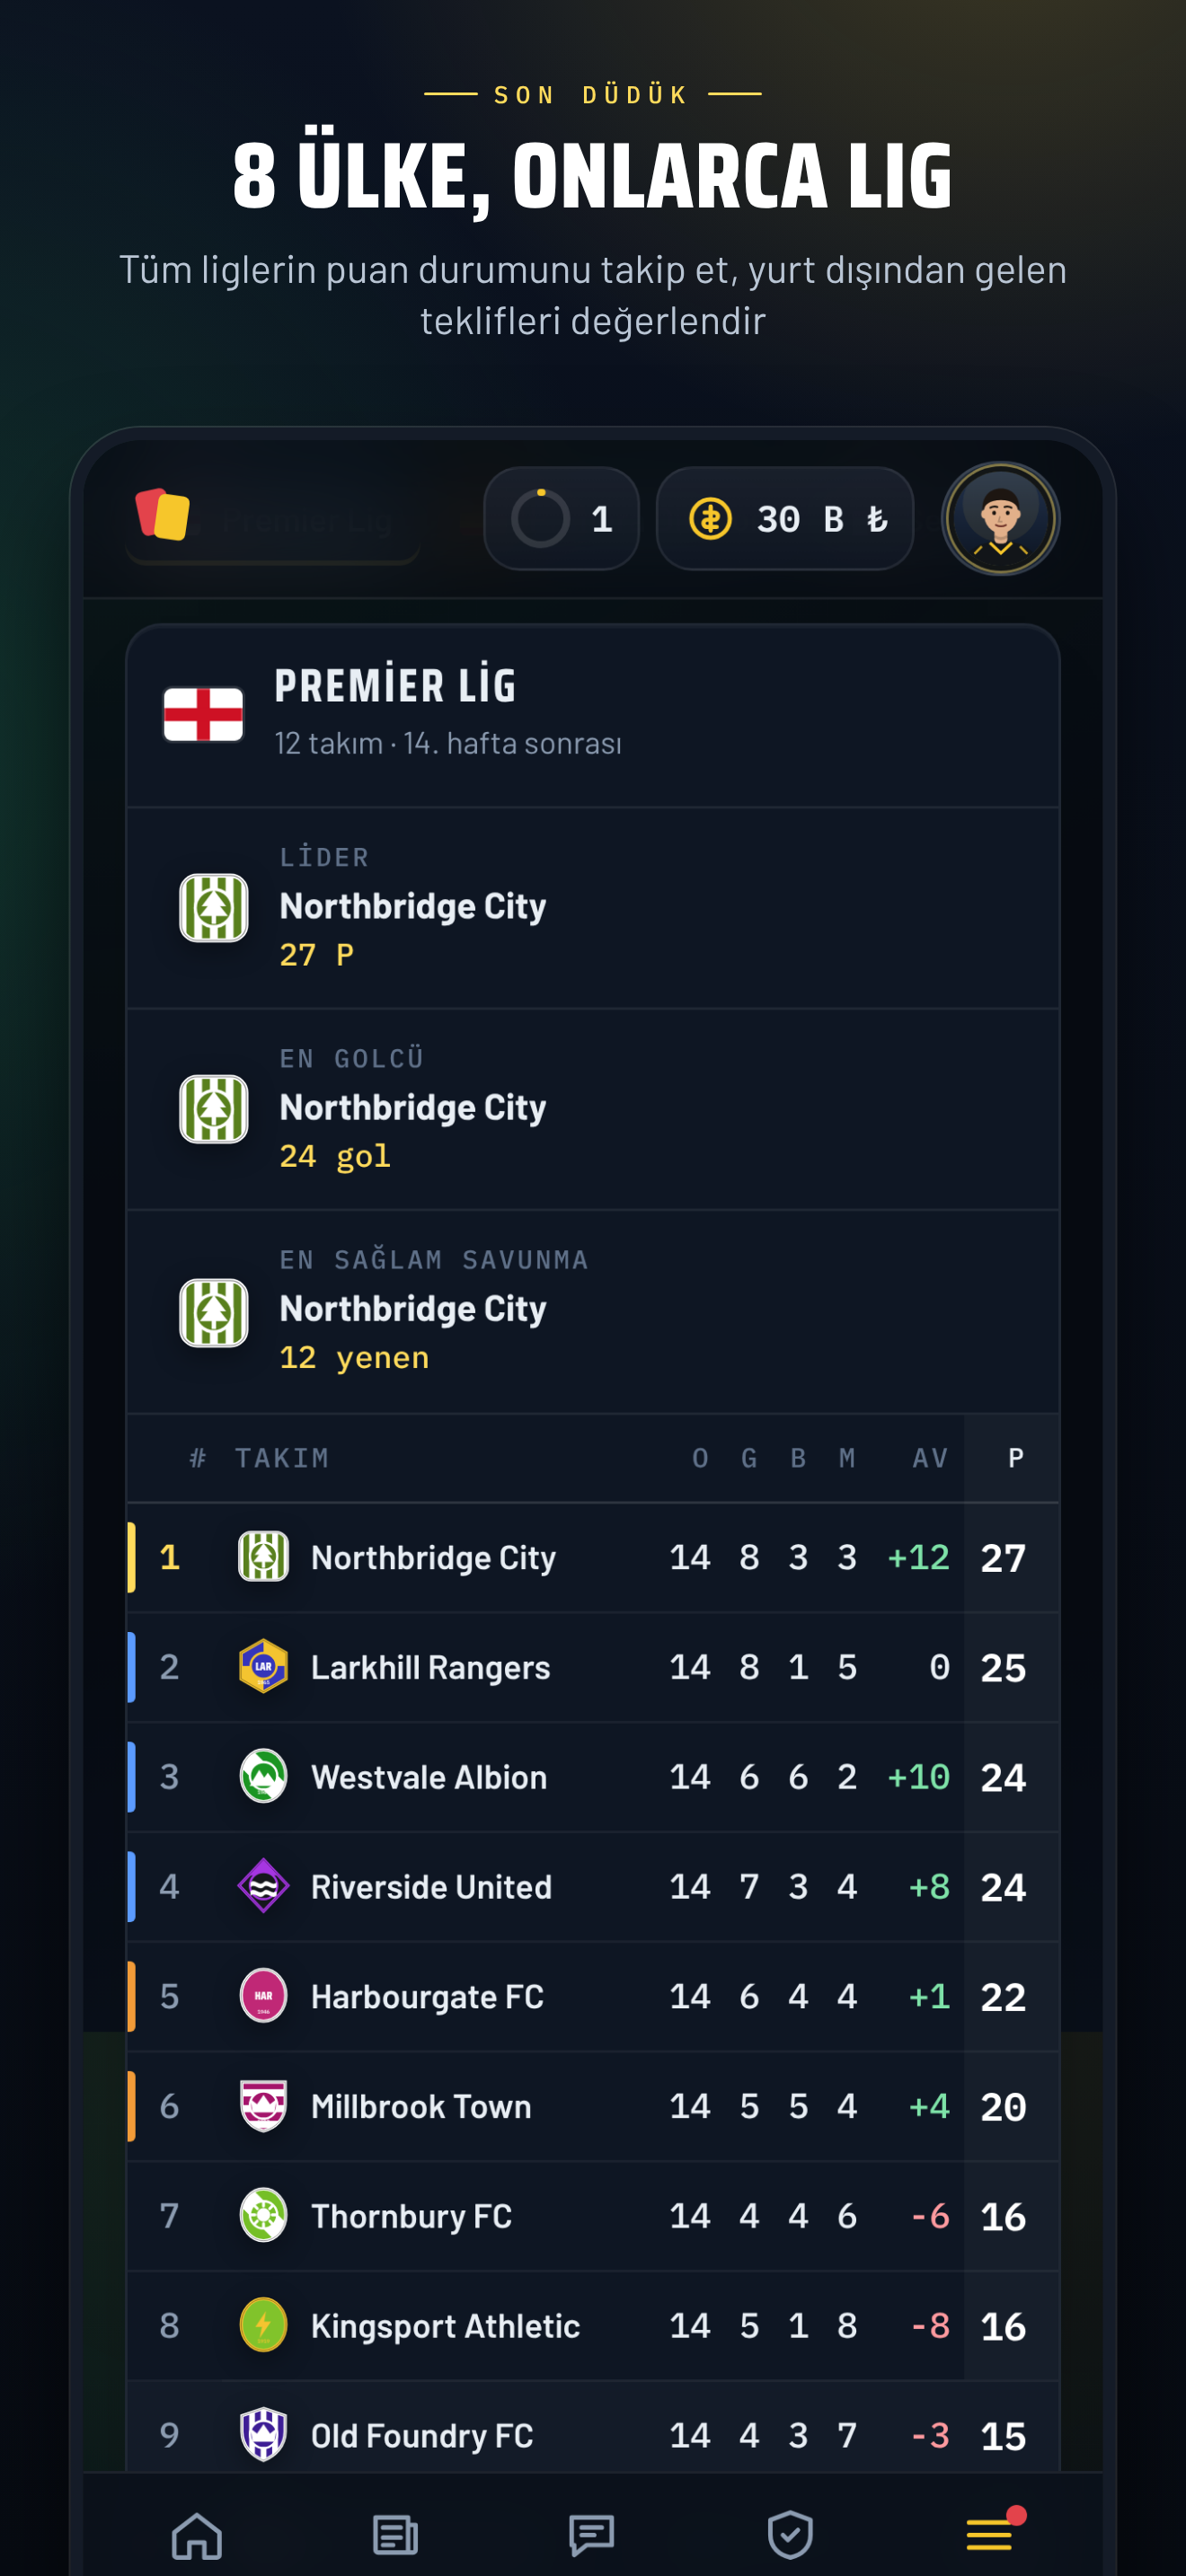 SON DÜDÜK
8 ÜLKE, ONLARCA LIG
Tüm liglerin puan durumunu takip et, yurt dışından gelen
teklifleri değerlendir
Premier Lig 1 30 B ₺
PREMİER LİG
12 takım · 14. hafta sonrası
LİDER
Northbridge City
27 P
EN GOLCÜ
Northbridge City
24 gol
EN SAĞLAM SAVUNMA
Northbridge City
12 yenen
# TAKIM O G B M AV P
1 Northbridge City 14 8 3 3 +12 27
2 LAR Larkhill Rangers 14 8 1 5 0 25
3 Westvale Albion 14 6 6 2 +10 24
4 Riverside United 14 7 3 4 +8 24
5 HAR 1946 Harbourgate FC 14 6 4 4 +1 22
6 Millbrook Town 14 5 5 4 +4 20
7 Thornbury FC 14 4 4 6 -6 16
8 Kingsport Athletic 14 5 1 8 -8 16
9 Old Foundry FC 14 4 3 7 -3 15